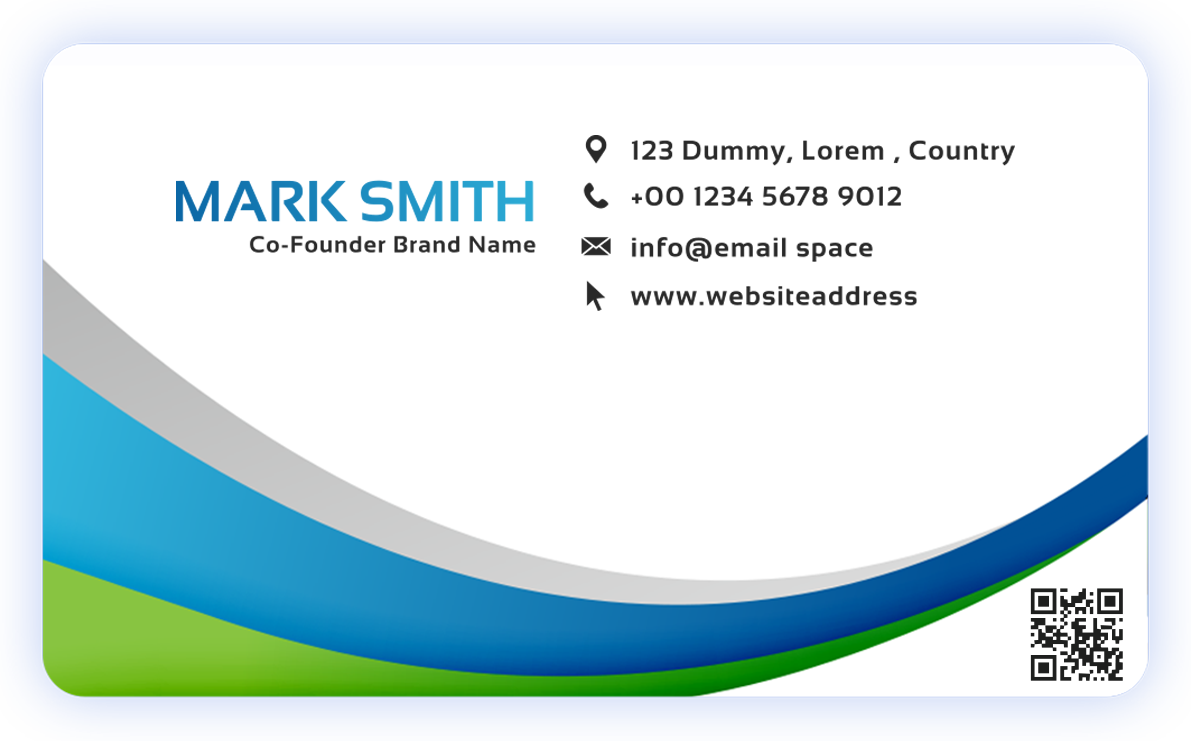 MARK SMITH
Co-Founder Brand Name
123 Dummy, Lorem , Country
+00 1234 5678 9012
info@email space
www.websiteaddress